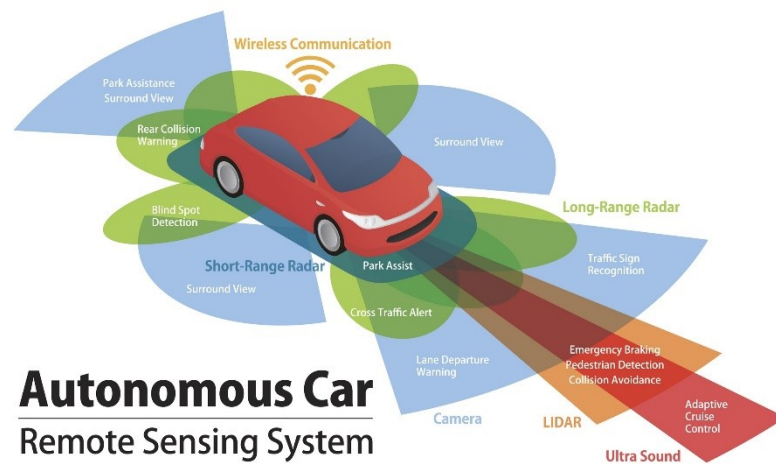 Wireless Communication
Park Assistance
Surround View
Rear Collision
Warning
Surround View
Blind Spot
Detection
Long-Range Radar
Traffic Sign
Recognition
Short-Range Radar
Park Assist
Surround View
Cross Traffic Alert
Lane Departure
Warning
Emergency Braking
Pedestrian Detection
Collision Avoidance
Adaptive
Cruise
Control
Camera
LIDAR
Ultra Sound
Autonomous Car
Remote Sensing System